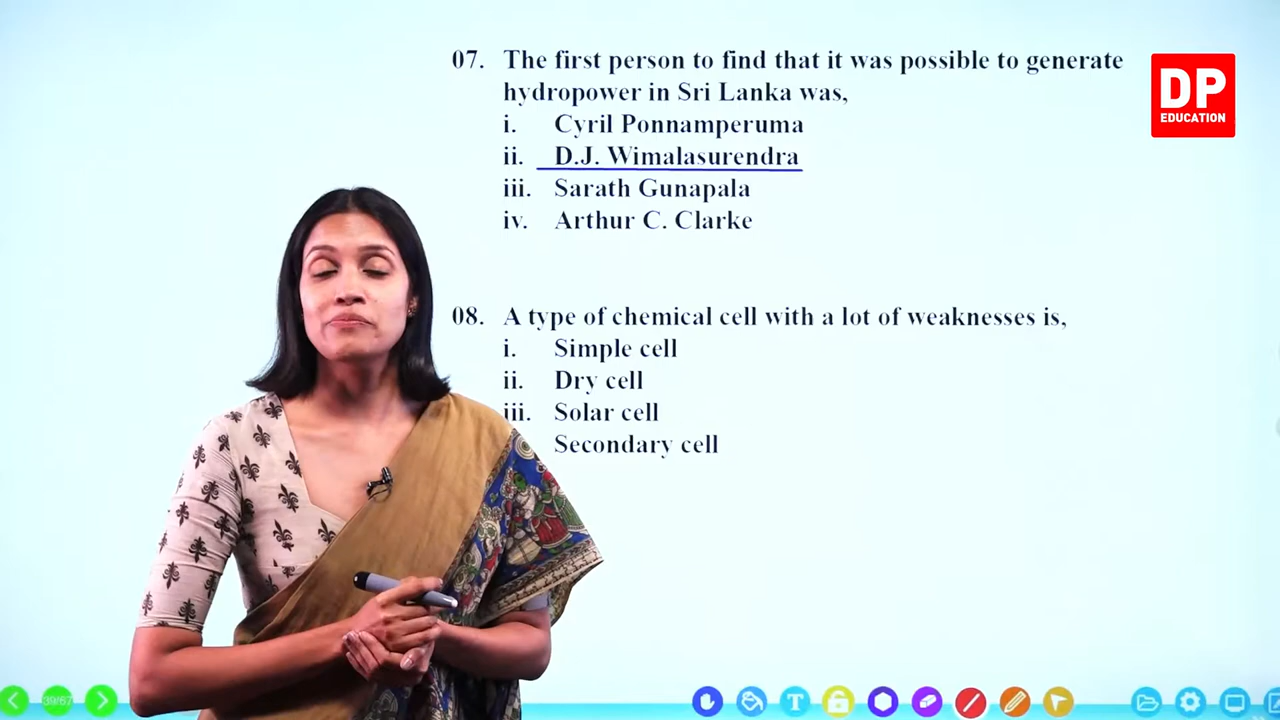 07. The first person to find that it was possible to generate
hydropower in Sri Lanka was,
i. Cyril Ponnamperuma
ii. D.J. Wimalasurendra
iii. Sarath Gunapala
iv. Arthur C. Clarke
DP
EDUCATION
08. A type of chemical cell with a lot of weaknesses is,
i. Simple cell
ii. Dry cell
iii. Solar cell
Secondary cell
39/67
T